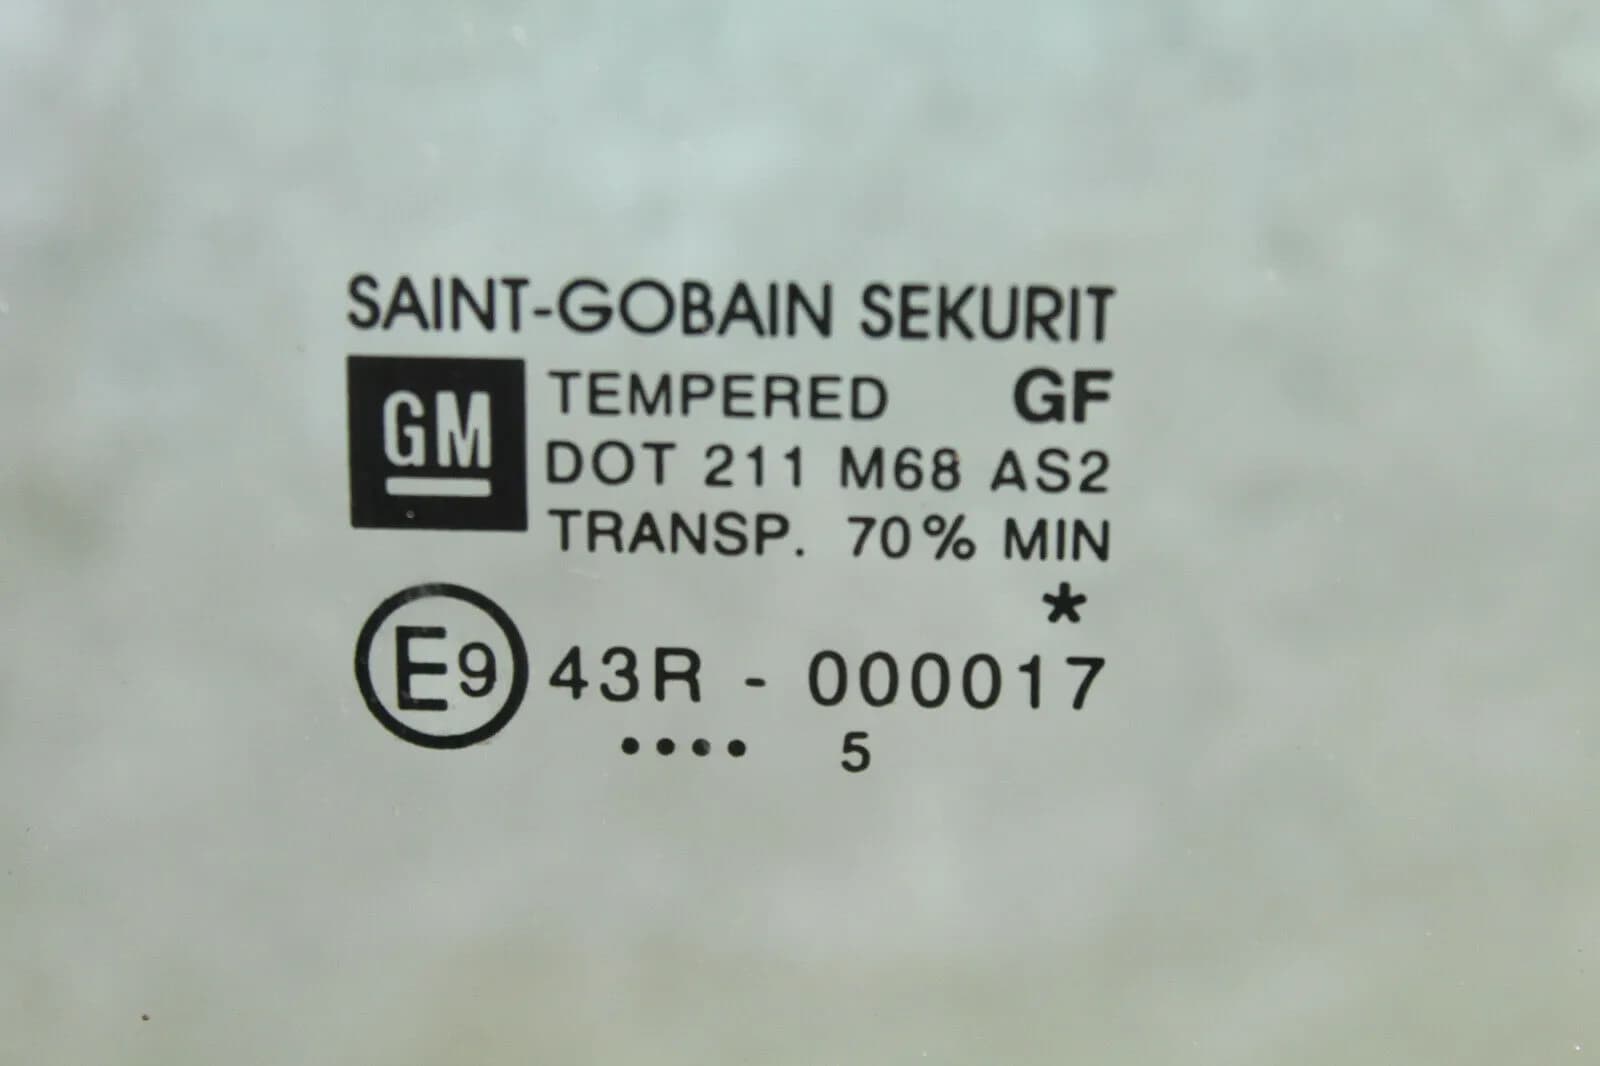 SAINT-GOBAIN SEKURIT
GM TEMPERED GF
DOT 211 M68 AS2
TRANSP. 70% MIN
*
E9 43R - 000017
•••• 5